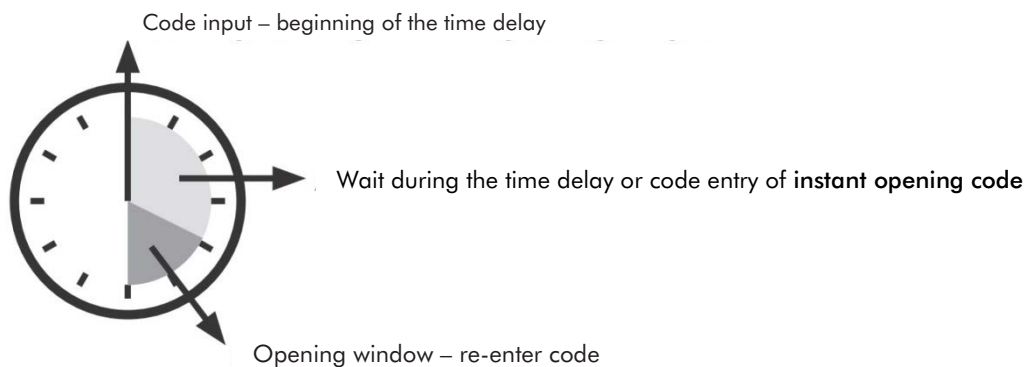 Code input – beginning of the time delay
Wait during the time delay or code entry of instant opening code
Opening window – re-enter code